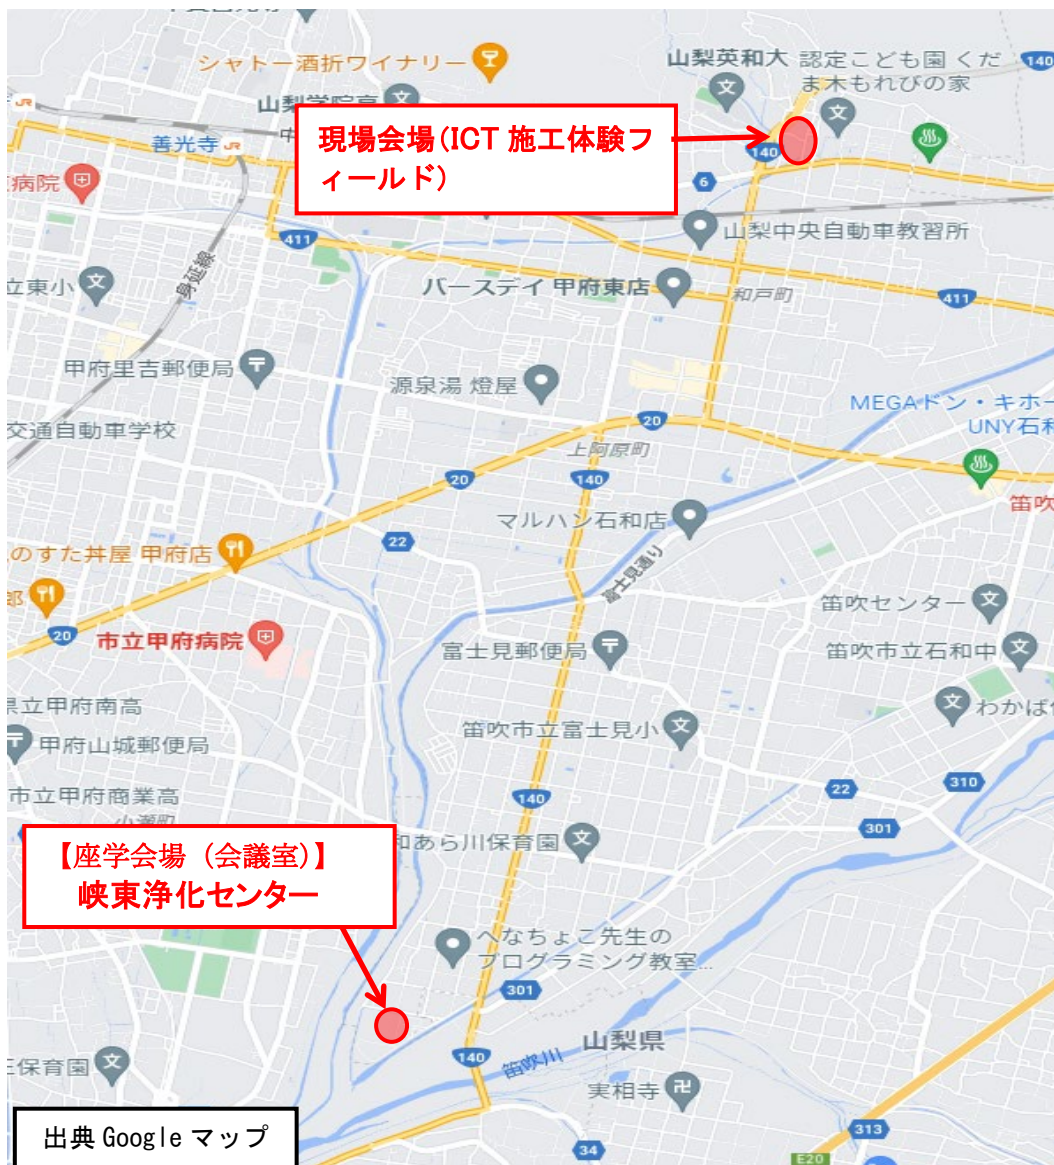 シャトー酒折ワイナリー
山梨英和大
認定こども園 くだ
ま木もれびの家
140
JR
山梨学院高
善光寺 JR
中
現場会場(ICT 施工体験フ
ィールド)
140
病院
6
411
山梨中央自動車教習所
立東小
身延線
バースデイ 甲府東店
和戸町
411
甲府里吉郵便局
源泉湯 燈屋
MEGAドン・キホー
UNY石和
交通自動車学校
20
上阿原町
20
140
笛吹
マルハン石和店
22
のすた丼屋 甲府店
富士見通り
郎
笛吹センター
20
市立甲府病院
富士見郵便局
笛吹市立石和中
県立甲府南高
わかば
甲府山城郵便局
笛吹市立富士見小
市立甲府商業高
140
22
310
小瀬町
301
和あら川保育園
【座学会場（会議室）】
峡東浄化センター
へなちょこ先生の
プログラミング教室...
301
山梨県
140
笛吹川
保育園
実相寺
出典 Google マップ
313
34
E20